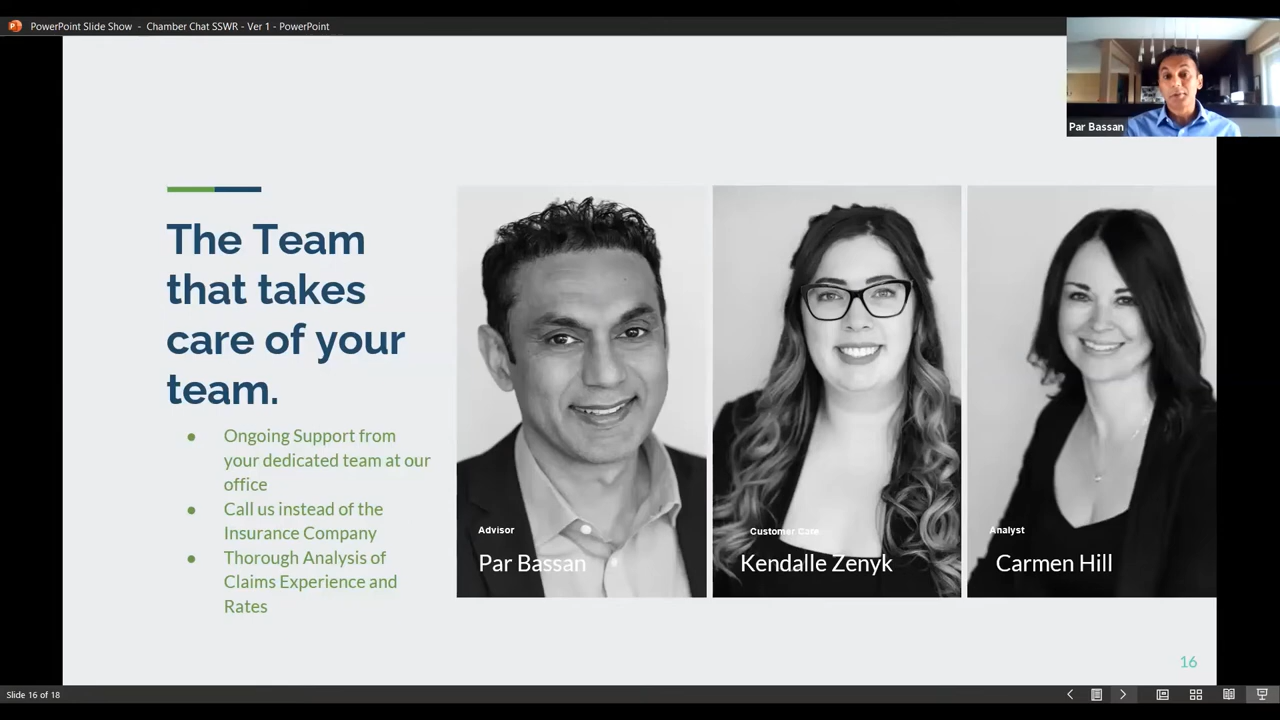 PowerPoint Slide Show - Chamber Chat SSWR - Ver 1 - PowerPoint
Par Bassan
The Team
that takes
care of your
team.
● Ongoing Support from
your dedicated team at our
office
● Call us instead of the
Insurance Company
● Thorough Analysis of
Claims Experience and
Rates
Advisor
Par Bassan
Customer Care
Kendalle Zenyk
Analyst
Carmen Hill
16
Slide 16 of 18